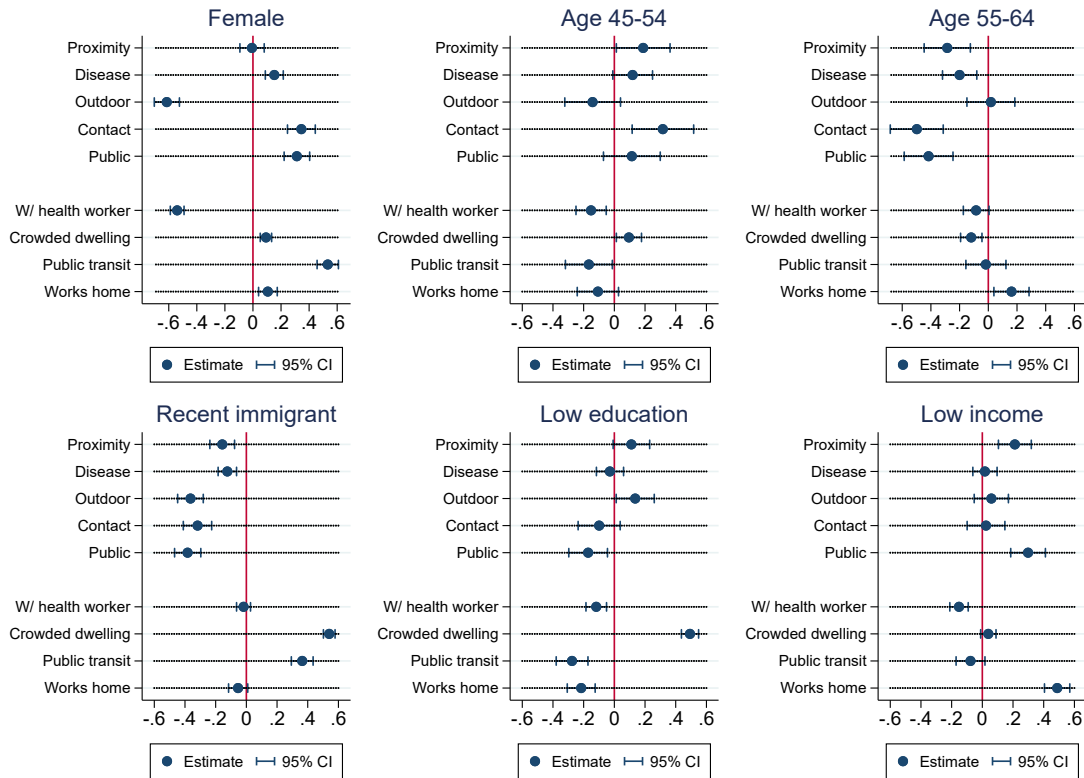 Female
Proximity
Disease
Outdoor
Contact
Public
W/ health worker
Crowded dwelling
Public transit
Works home
-.6 -.4 -.2 0 .2 .4 .6
Estimate 95% CI
Age 45-54
Proximity
Disease
Outdoor
Contact
Public
W/ health worker
Crowded dwelling
Public transit
Works home
-.6 -.4 -.2 0 .2 .4 .6
Estimate 95% CI
Age 55-64
Proximity
Disease
Outdoor
Contact
Public
W/ health worker
Crowded dwelling
Public transit
Works home
-.6 -.4 -.2 0 .2 .4 .6
Estimate 95% CI
Recent immigrant
Proximity
Disease
Outdoor
Contact
Public
W/ health worker
Crowded dwelling
Public transit
Works home
-.6 -.4 -.2 0 .2 .4 .6
Estimate 95% CI
Low education
Proximity
Disease
Outdoor
Contact
Public
W/ health worker
Crowded dwelling
Public transit
Works home
-.6 -.4 -.2 0 .2 .4 .6
Estimate 95% CI
Low income
Proximity
Disease
Outdoor
Contact
Public
W/ health worker
Crowded dwelling
Public transit
Works home
-.6 -.4 -.2 0 .2 .4 .6
Estimate 95% CI